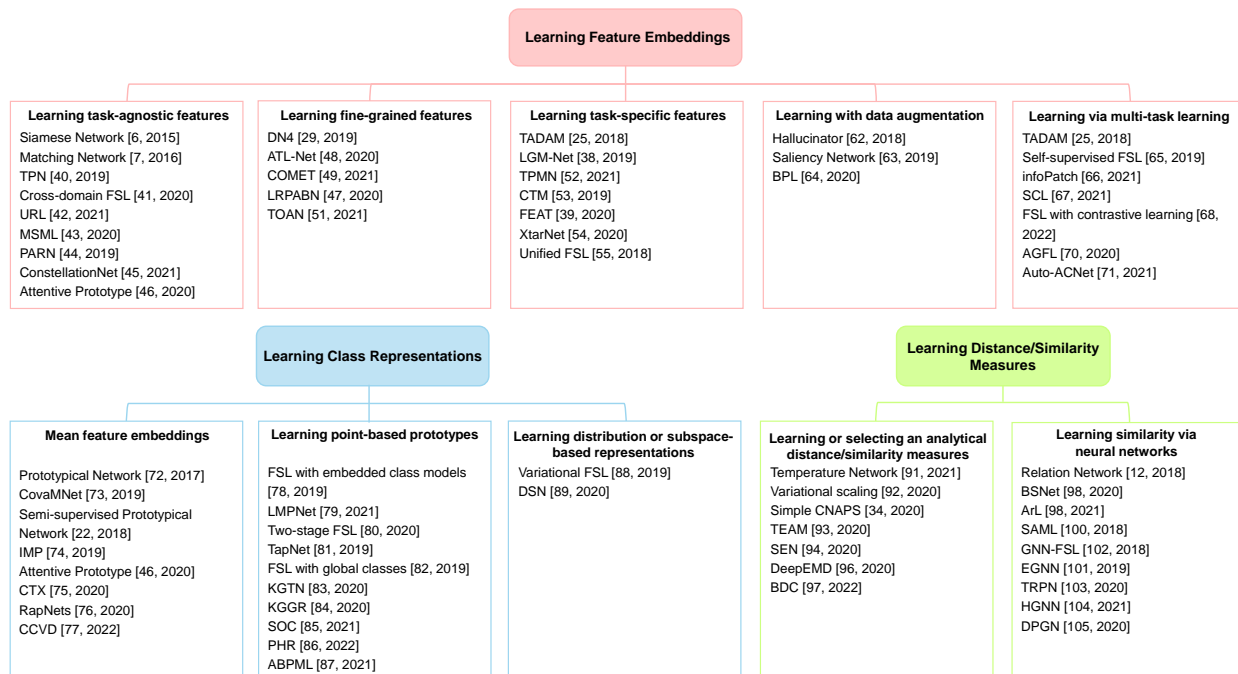 Learning Feature Embeddings
Learning task-agnostic features
Siamese Network [6, 2015]
Matching Network [7, 2016]
TPN [40, 2019]
Cross-domain FSL [41, 2020]
URL [42, 2021]
MSML [43, 2020]
PARN [44, 2019]
ConstellationNet [45, 2021]
Attentive Prototype [46, 2020]
Learning fine-grained features
DN4 [29, 2019]
ATL-Net [48, 2020]
COMET [49, 2021]
LRPABN [47, 2020]
TOAN [51, 2021]
Learning task-specific features
TADAM [25, 2018]
LGM-Net [38, 2019]
TPMN [52, 2021]
CTM [53, 2019]
FEAT [39, 2020]
XtarNet [54, 2020]
Unified FSL [55, 2018]
Learning with data augmentation
Hallucinator [62, 2018]
Saliency Network [63, 2019]
BPL [64, 2020]
Learning via multi-task learning
TADAM [25, 2018]
Self-supervised FSL [65, 2019]
infoPatch [66, 2021]
SCL [67, 2021]
FSL with contrastive learning [68,
2022]
AGFL [70, 2020]
Auto-ACNet [71, 2021]
Learning Class Representations
Mean feature embeddings
Prototypical Network [72, 2017]
CovaMNet [73, 2019]
Semi-supervised Prototypical
Network [22, 2018]
IMP [74, 2019]
Attentive Prototype [46, 2020]
CTX [75, 2020]
RapNets [76, 2020]
CCVD [77, 2022]
Learning point-based prototypes
FSL with embedded class models
[78, 2019]
LMPNet [79, 2021]
Two-stage FSL [80, 2020]
TapNet [81, 2019]
FSL with global classes [82, 2019]
KGTN [83, 2020]
KGGR [84, 2020]
SOC [85, 2021]
PHR [86, 2022]
ABPML [87, 2021]
Learning distribution or subspace-
based representations
Variational FSL [88, 2019]
DSN [89, 2020]
Learning Distance/Similarity
Measures
Learning or selecting an analytical
distance/similarity measures
Temperature Network [91, 2021]
Variational scaling [92, 2020]
Simple CNAPS [34, 2020]
TEAM [93, 2020]
SEN [94, 2020]
DeepEMD [96, 2020]
BDC [97, 2022]
Learning similarity via
neural networks
Relation Network [12, 2018]
BSNet [98, 2020]
ArL [98, 2021]
SAML [100, 2018]
GNN-FSL [102, 2018]
EGNN [101, 2019]
TRPN [103, 2020]
HGNN [104, 2021]
DPGN [105, 2020]